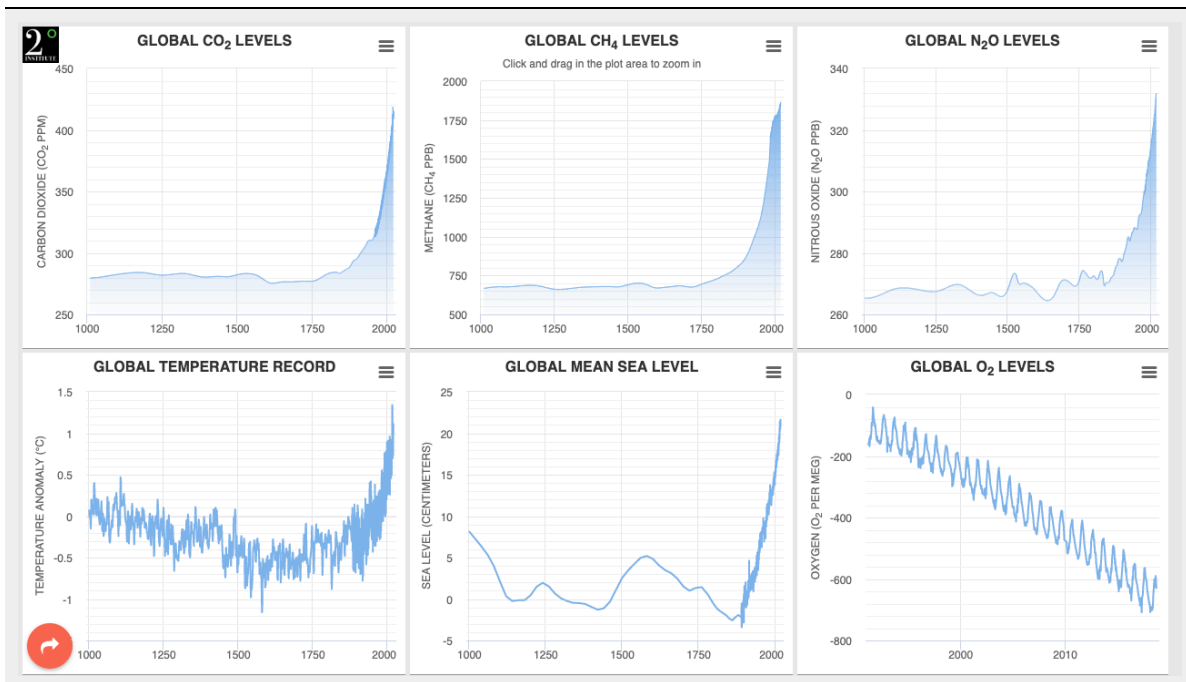 2°
INSTITUTE
GLOBAL CO₂ LEVELS
CARBON DIOXIDE (CO₂ PPM)
450
400
350
300
250
1000 1250 1500 1750 2000
GLOBAL CH₄ LEVELS
Click and drag in the plot area to zoom in
METHANE (CH₄ PPB)
2000
1750
1500
1250
1000
750
500
1000 1250 1500 1750 2000
GLOBAL N₂O LEVELS
NITROUS OXIDE (N₂O PPB)
340
320
300
280
260
1000 1250 1500 1750 2000
GLOBAL TEMPERATURE RECORD
TEMPERATURE ANOMALY (°C)
1.5
1
0.5
0
-0.5
-1
1000 1250 1500 1750 2000
GLOBAL MEAN SEA LEVEL
SEA LEVEL (CENTIMETERS)
25
20
15
10
5
0
-5
1000 1250 1500 1750 2000
GLOBAL O₂ LEVELS
OXYGEN (O₂ PER MEG)
0
-200
-400
-600
-800
2000 2010